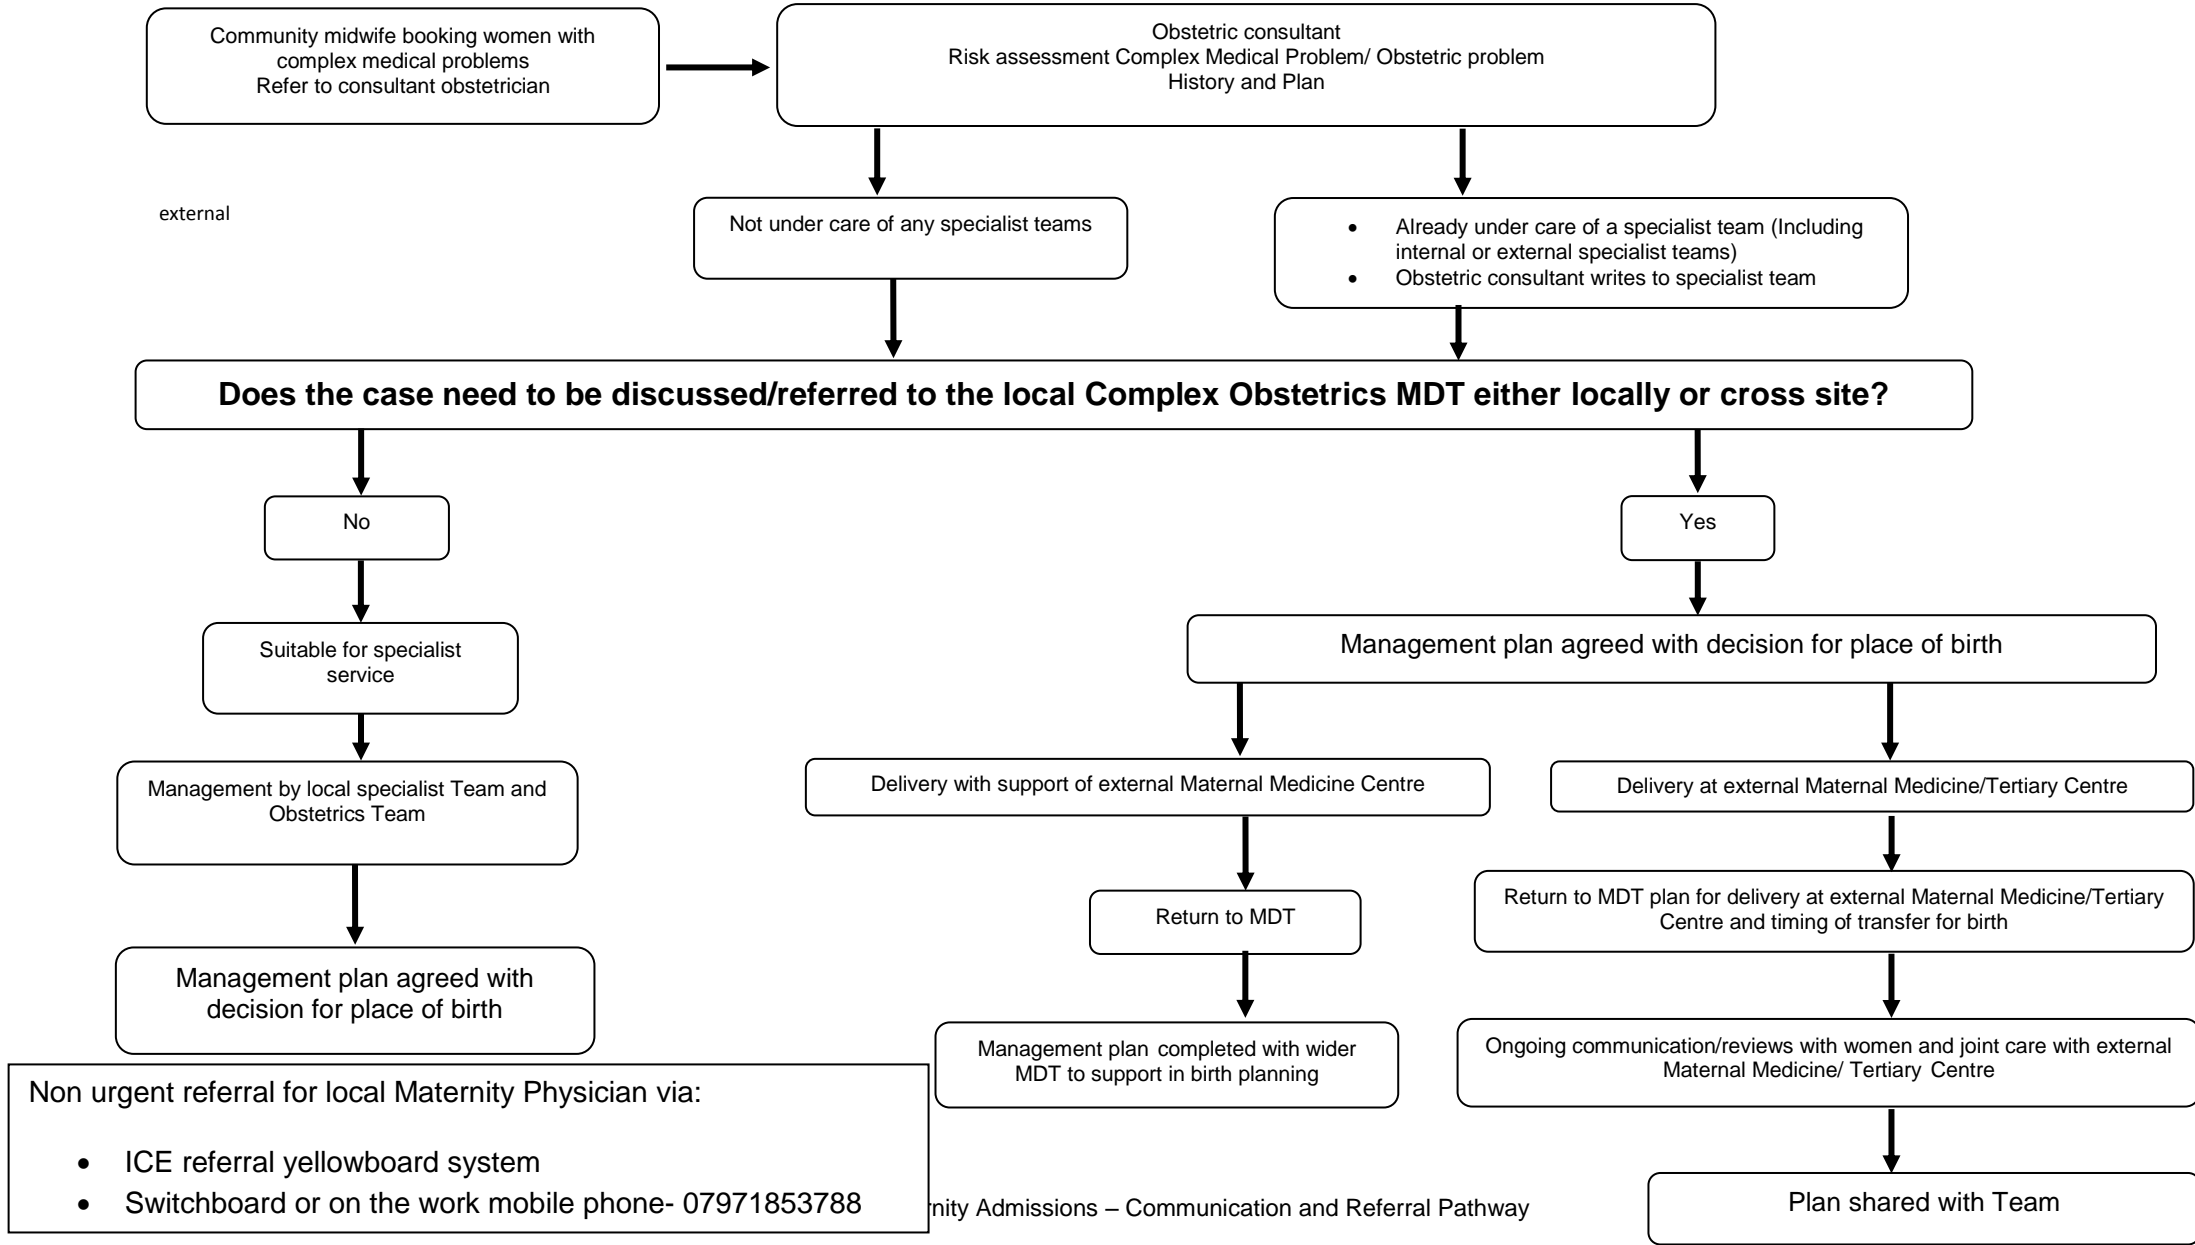 Community midwife booking women with
complex medical problems
Refer to consultant obstetrician
Obstetric consultant
Risk assessment Complex Medical Problem/ Obstetric problem
History and Plan
external
Not under care of any specialist teams
• Already under care of a specialist team (Including
internal or external specialist teams)
• Obstetric consultant writes to specialist team
Does the case need to be discussed/referred to the local Complex Obstetrics MDT either locally or cross site?
No
Yes
Suitable for specialist
service
Management plan agreed with decision for place of birth
Management by local specialist Team and
Obstetrics Team
Delivery with support of external Maternal Medicine Centre
Delivery at external Maternal Medicine/Tertiary Centre
Return to MDT
Return to MDT plan for delivery at external Maternal Medicine/Tertiary
Centre and timing of transfer for birth
Management plan agreed with
decision for place of birth
Management plan completed with wider
MDT to support in birth planning
Ongoing communication/reviews with women and joint care with external
Maternal Medicine/ Tertiary Centre
Non urgent referral for local Maternity Physician via:
• ICE referral yellowboard system
• Switchboard or on the work mobile phone- 07971853788
Admissions – Communication and Referral Pathway
Plan shared with Team